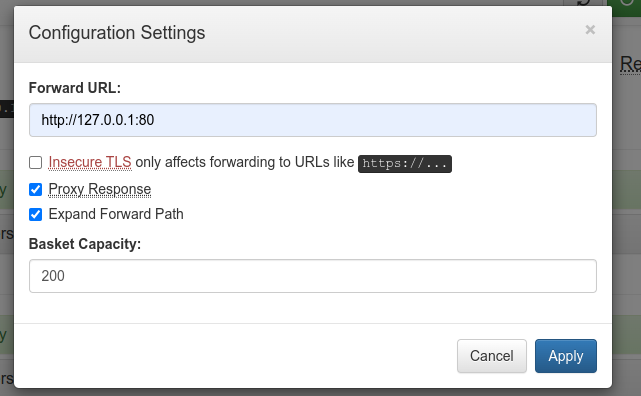 Configuration Settings ×
Re
Forward URL:
http://127.0.0.1:80
Insecure TLS only affects forwarding to URLs like https://...
Proxy Response
Expand Forward Path
Basket Capacity:
200
Cancel Apply